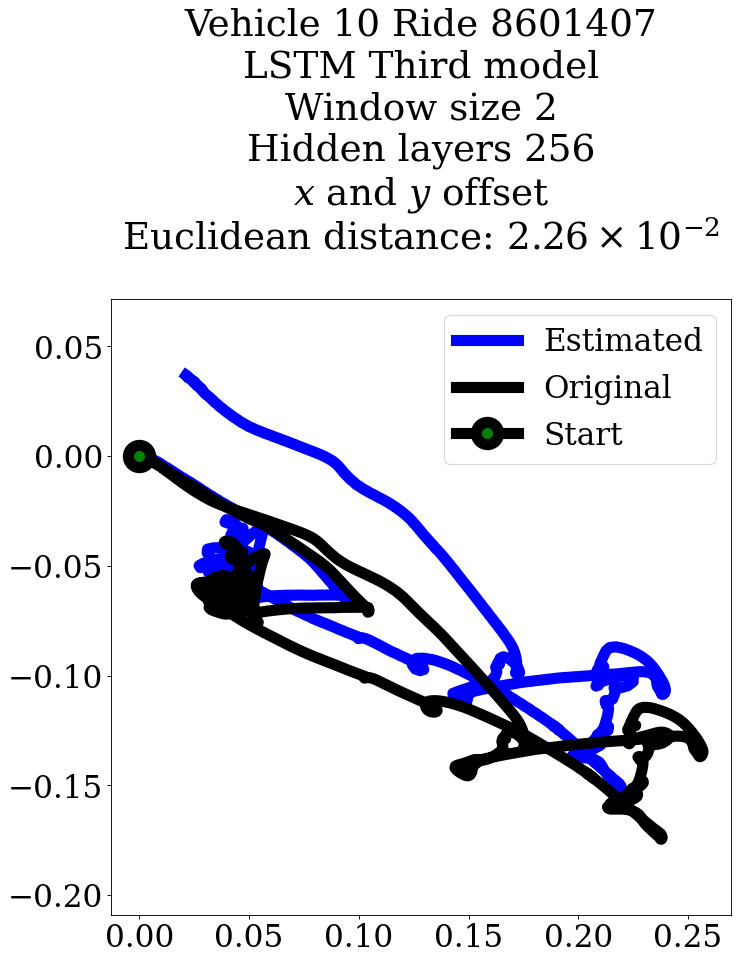 Vehicle 10 Ride 8601407
LSTM Third model
Window size 2
Hidden layers 256
x and y offset
Euclidean distance: 2.26 × 10⁻²
Estimated
Original
Start
0.05
0.00
−0.05
−0.10
−0.15
−0.20
0.00 0.05 0.10 0.15 0.20 0.25